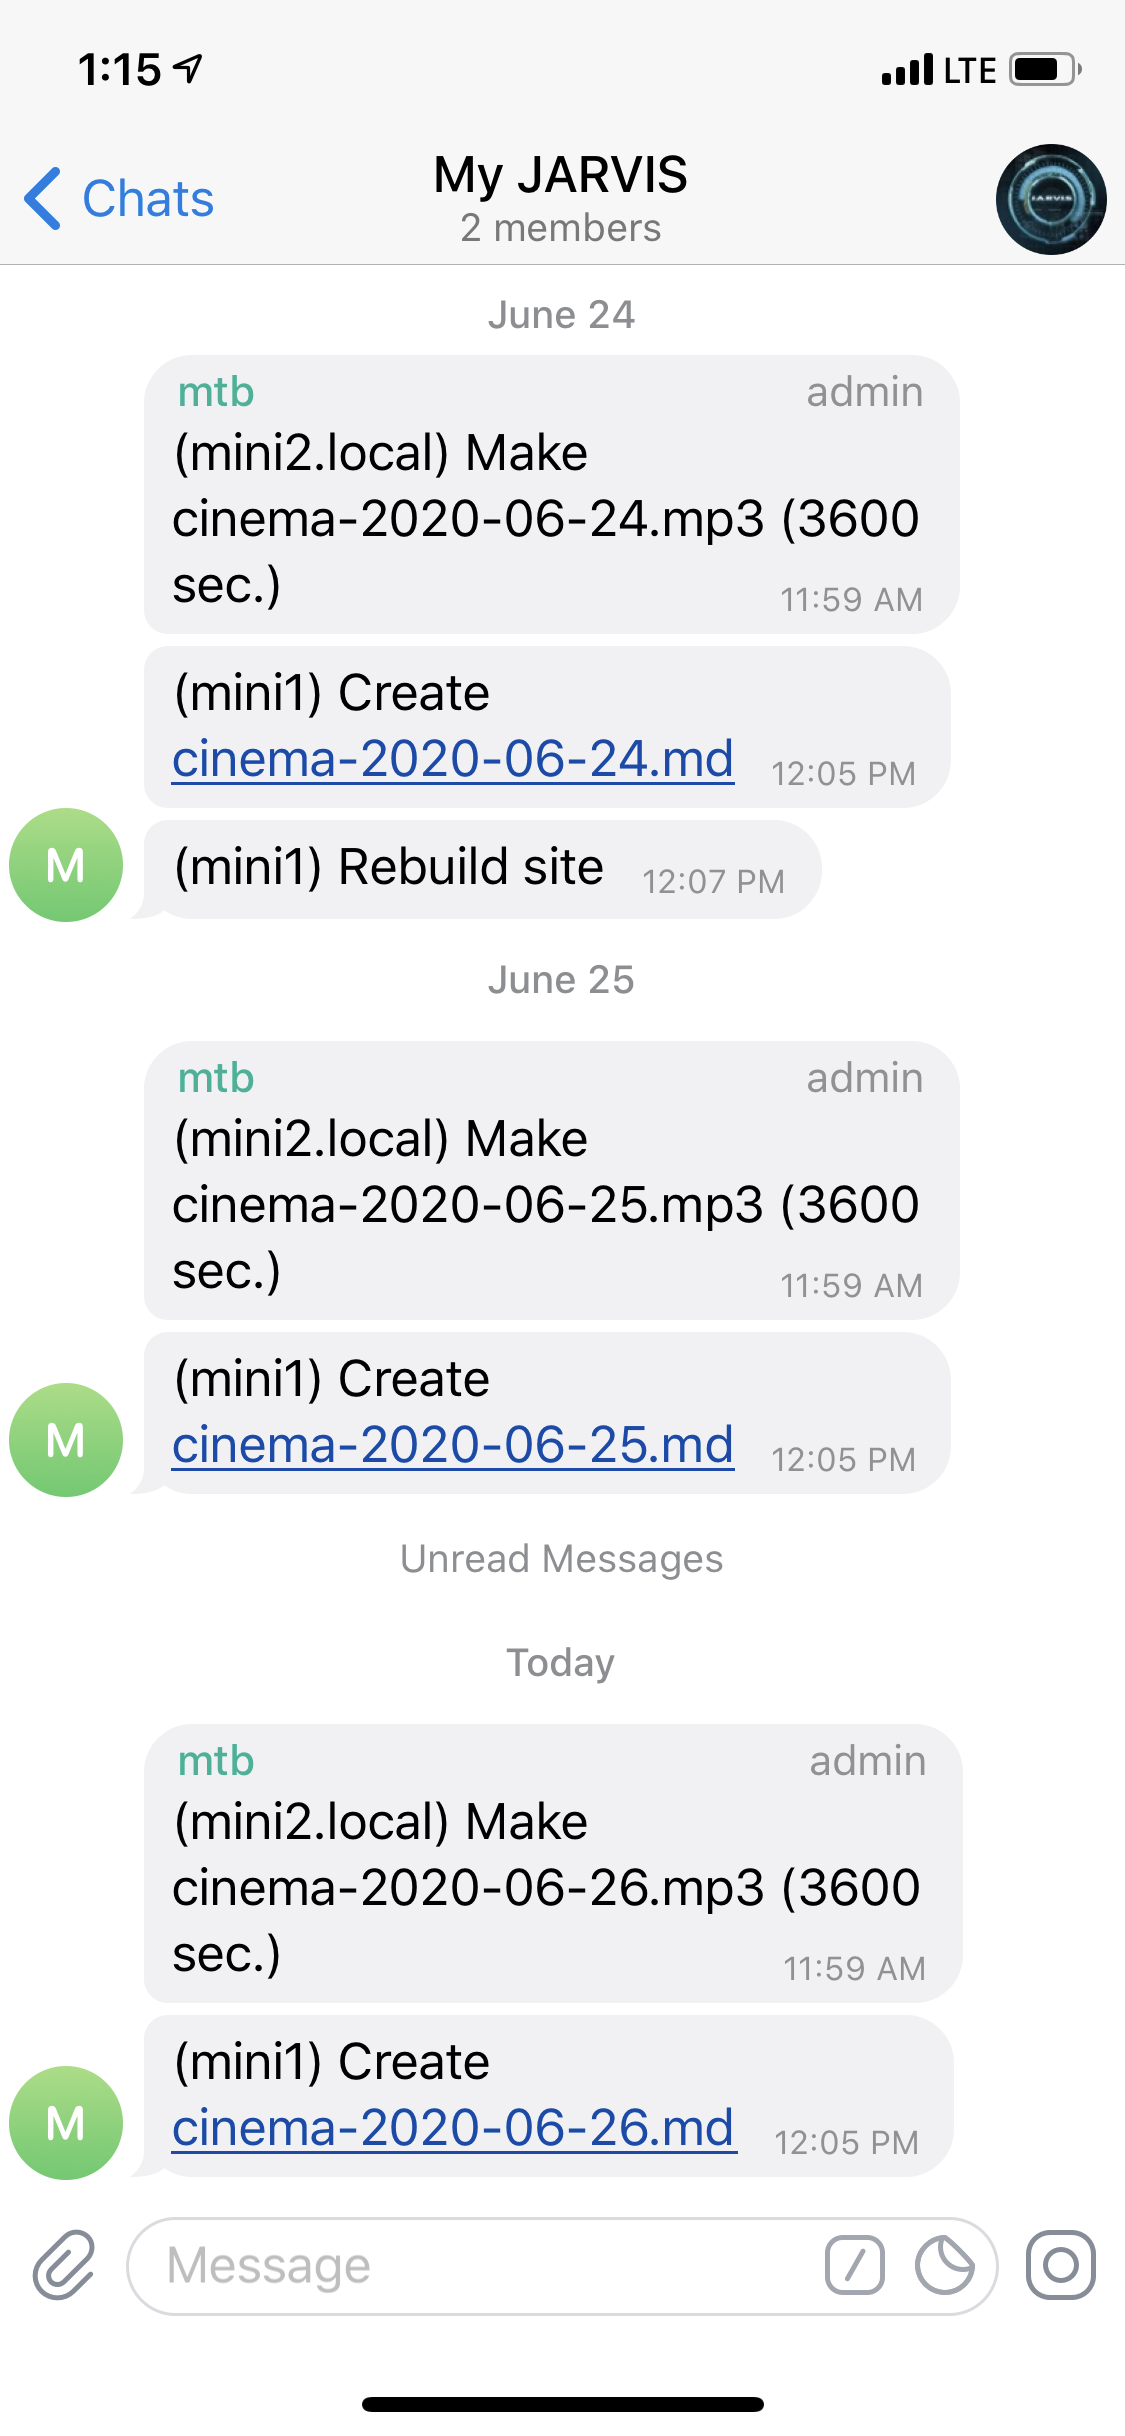 1:15
LTE
Chats
My JARVIS
2 members
JARVIS
June 24
mtb admin
(mini2.local) Make
cinema-2020-06-24.mp3 (3600
sec.) 11:59 AM
(mini1) Create
cinema-2020-06-24.md 12:05 PM
M
(mini1) Rebuild site 12:07 PM
June 25
mtb admin
(mini2.local) Make
cinema-2020-06-25.mp3 (3600
sec.) 11:59 AM
(mini1) Create
cinema-2020-06-25.md 12:05 PM
M
Unread Messages
Today
mtb admin
(mini2.local) Make
cinema-2020-06-26.mp3 (3600
sec.) 11:59 AM
(mini1) Create
cinema-2020-06-26.md 12:05 PM
M
Message